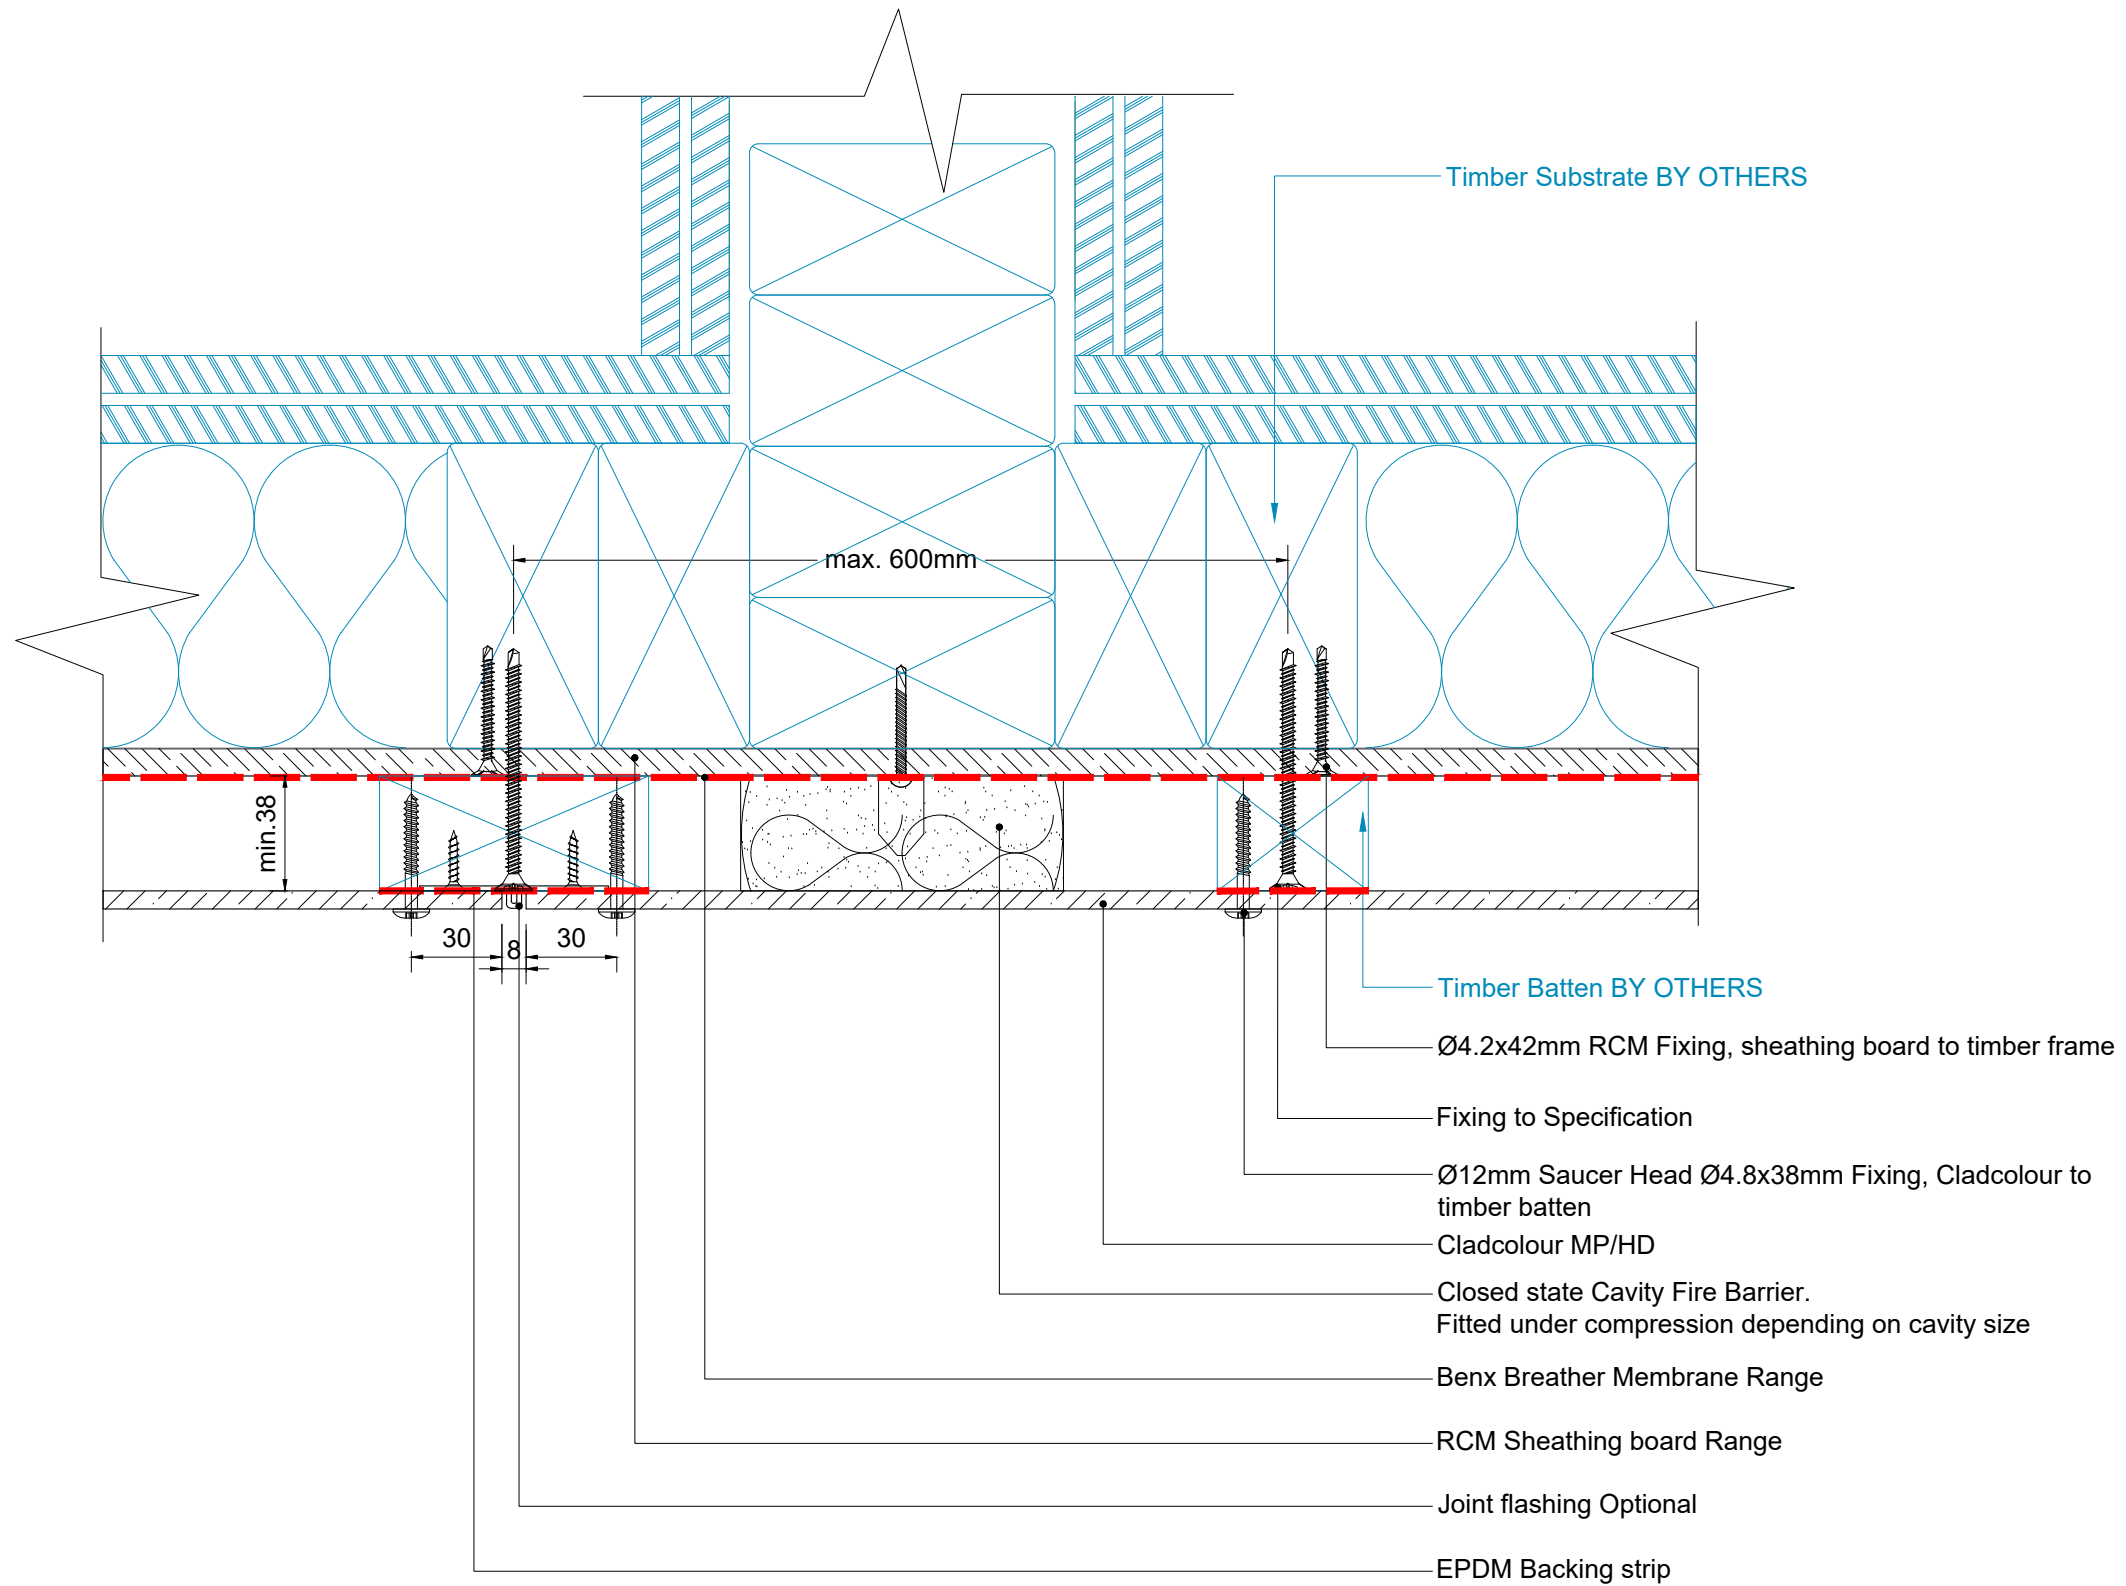 Timber Substrate BY OTHERS
max. 600mm
min.38
30
8
30
Timber Batten BY OTHERS
Ø4.2x42mm RCM Fixing, sheathing board to timber frame
Fixing to Specification
Ø12mm Saucer Head Ø4.8x38mm Fixing, Cladcolour to
timber batten
Cladcolour MP/HD
Closed state Cavity Fire Barrier.
Fitted under compression depending on cavity size
Benx Breather Membrane Range
RCM Sheathing board Range
Joint flashing Optional
EPDM Backing strip